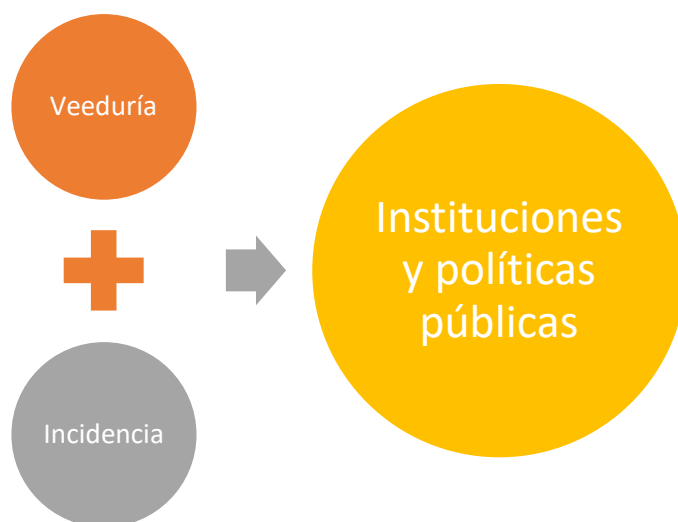 Veeduría
Incidencia
Instituciones
y políticas
públicas